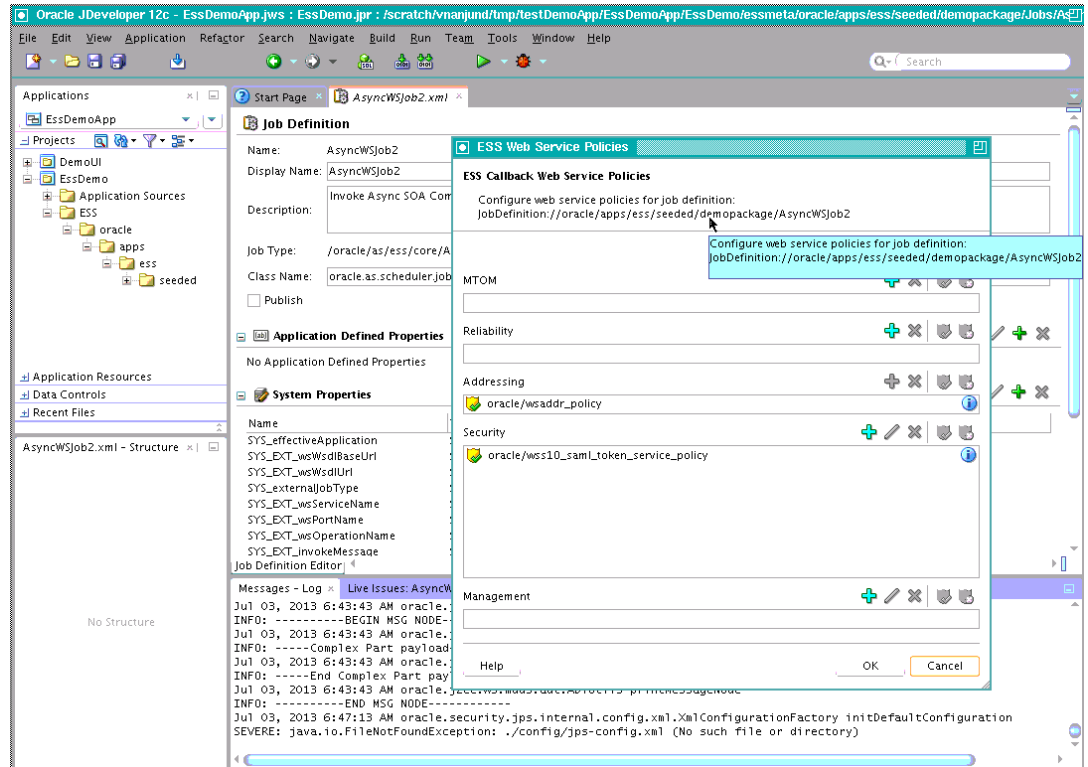 Oracle JDeveloper 12c - EssDemoApp.jws : EssDemo.jpr : /scratch/vnanjund/tmp/testDemoApp/EssDemoApp/EssDemo/essmeta/oracle/apps/ess/seeded/demopackage/Jobs/As
File Edit View Application Refactor Search Navigate Build Run Team Tools Window Help
Search
Applications
Start Page
AsyncWSJob2.xml
EssDemoApp
Projects
DemoUI
EssDemo
Application Sources
ESS
oracle
apps
ess
seeded
Application Resources
Data Controls
Recent Files
AsyncWSJob2.xml - Structure
No Structure
Job Definition
Name: AsyncWSJob2
Display Name: AsyncWSJob2
Description: Invoke Async SOA Com
Job Type: /oracle/as/ess/core/A
Class Name: oracle.as.scheduler.job
Publish
Application Defined Properties
No Application Defined Properties
System Properties
Name
SYS_effectiveApplication
SYS_EXT_wsWsdlBaseUrl
SYS_EXT_wsWsdlUrl
SYS_externalJobType
SYS_EXT_wsServiceName
SYS_EXT_wsPortName
SYS_EXT_wsOperationName
SYS_EXT_invokeMessage
Job Definition Editor
ESS Web Service Policies
ESS Callback Web Service Policies
Configure web service policies for job definition:
JobDefinition://oracle/apps/ess/seeded/demopackage/AsyncWSJob2
Configure web service policies for job definition:
JobDefinition://oracle/apps/ess/seeded/demopackage/AsyncWSJob2
MTOM
Reliability
Addressing
oracle/wsaddr_policy
Security
oracle/wss10_saml_token_service_policy
Management
Help
OK
Cancel
Messages - Log
Live Issues: AsyncW
Jul 03, 2013 6:43:43 AM oracle.
INFO: ----------BEGIN MSG NODE--
Jul 03, 2013 6:43:43 AM oracle.
INFO: -----Complex Part payload
Jul 03, 2013 6:43:43 AM oracle.
INFO: -----End Complex Part pay
Jul 03, 2013 6:43:43 AM oracle.
INFO: ----------END MSG NODE------------
Jul 03, 2013 6:47:13 AM oracle.security.jps.internal.config.xml.XmlConfigurationFactory initDefaultConfiguration
SEVERE: java.io.FileNotFoundException: ./config/jps-config.xml (No such file or directory)